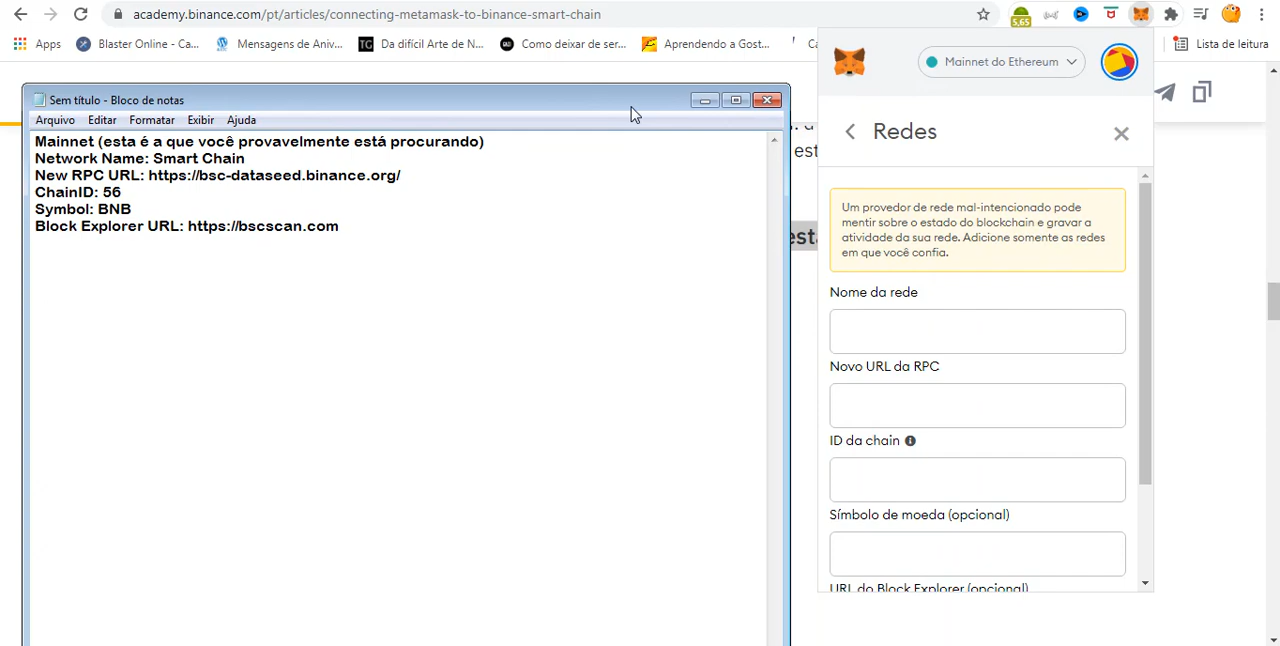 academy.binance.com/pt/articles/connecting-metamask-to-binance-smart-chain
5,65
Apps
Blaster Online - Ca...
Mensagens de Aniv...
TG
Da difícil Arte de N...
Como deixar de ser...
Aprendendo a Gost...
Lista de leitura
Sem título - Bloco de notas
Arquivo Editar Formatar Exibir Ajuda
Mainnet (esta é a que você provavelmente está procurando)
Network Name: Smart Chain
New RPC URL: https://bsc-dataseed.binance.org/
ChainID: 56
Symbol: BNB
Block Explorer URL: https://bscscan.com
Mainnet do Ethereum
Redes
Um provedor de rede mal-intencionado pode
mentir sobre o estado do blockchain e gravar a
atividade da sua rede. Adicione somente as redes
em que você confia.
Nome da rede
Novo URL da RPC
ID da chain
Símbolo de moeda (opcional)
URL do Block Explorer (opcional)